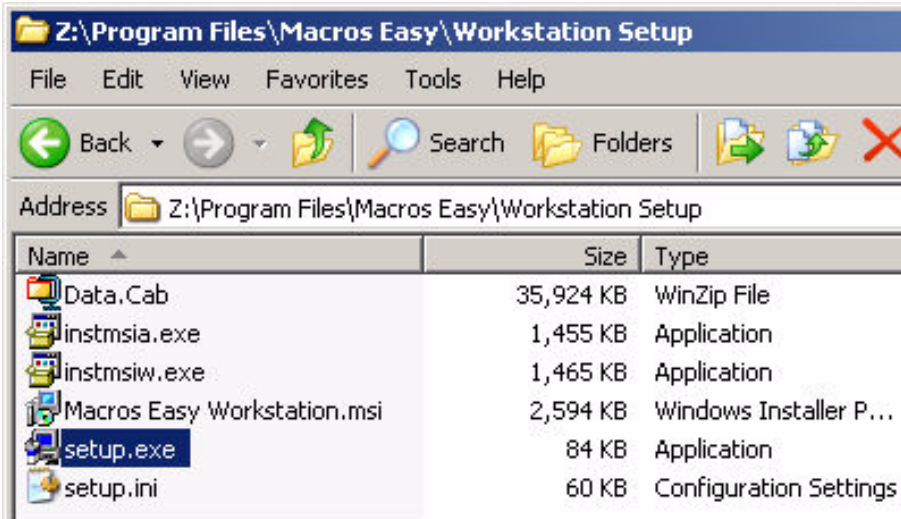 Z:\Program Files\Macros Easy\Workstation Setup
File Edit View Favorites Tools Help
Back Search Folders
Address Z:\Program Files\Macros Easy\Workstation Setup
Name Size Type
Data.Cab 35,924 KB WinZip File
instmsia.exe 1,455 KB Application
instmsiw.exe 1,465 KB Application
Macros Easy Workstation.msi 2,594 KB Windows Installer P...
setup.exe 84 KB Application
setup.ini 60 KB Configuration Settings